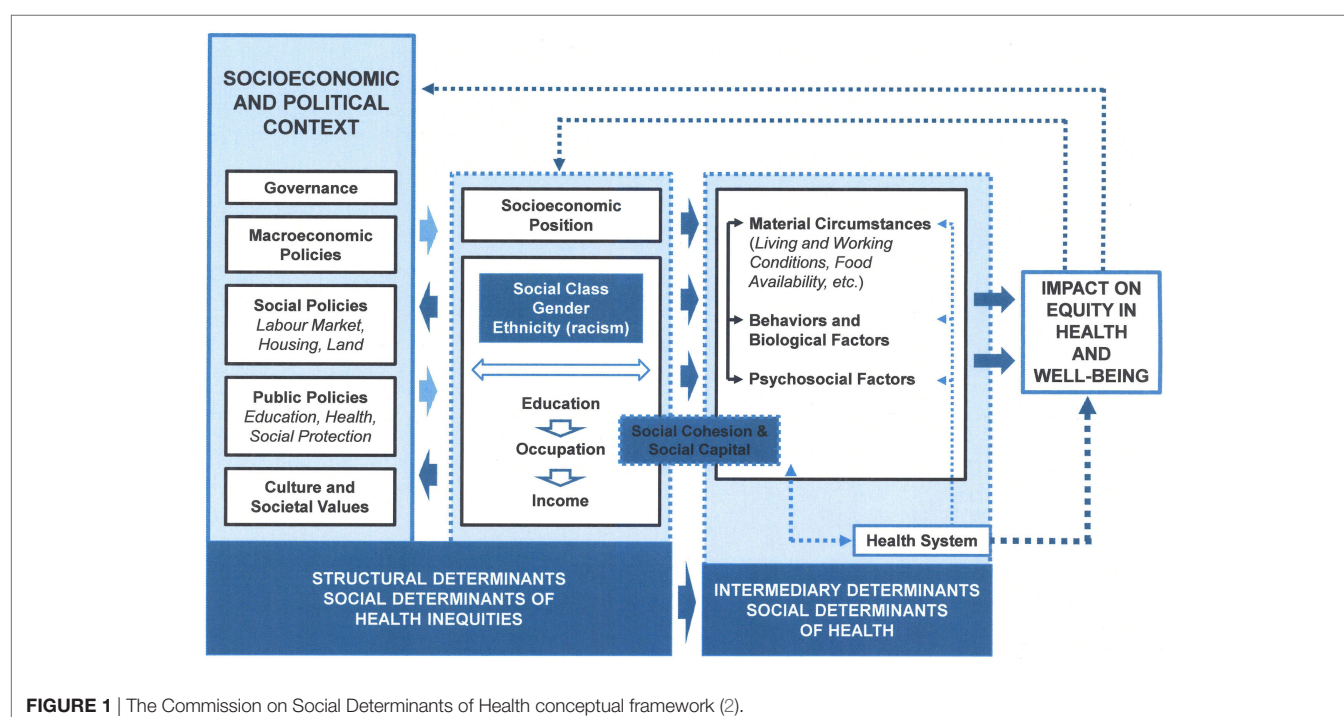 SOCIOECONOMIC
AND POLITICAL
CONTEXT
Governance
Macroeconomic
Policies
Social Policies
Labour Market,
Housing, Land
Public Policies
Education, Health,
Social Protection
Culture and
Societal Values
Socioeconomic
Position
Social Class
Gender
Ethnicity (racism)
Education
Occupation
Income
Social Cohesion &
Social Capital
Material Circumstances
(Living and Working
Conditions, Food
Availability, etc.)
Behaviors and
Biological Factors
Psychosocial Factors
Health System
IMPACT ON
EQUITY IN
HEALTH
AND
WELL-BEING
STRUCTURAL DETERMINANTS
SOCIAL DETERMINANTS OF
HEALTH INEQUITIES
INTERMEDIARY DETERMINANTS
SOCIAL DETERMINANTS
OF HEALTH
FIGURE 1 | The Commission on Social Determinants of Health conceptual framework (2).